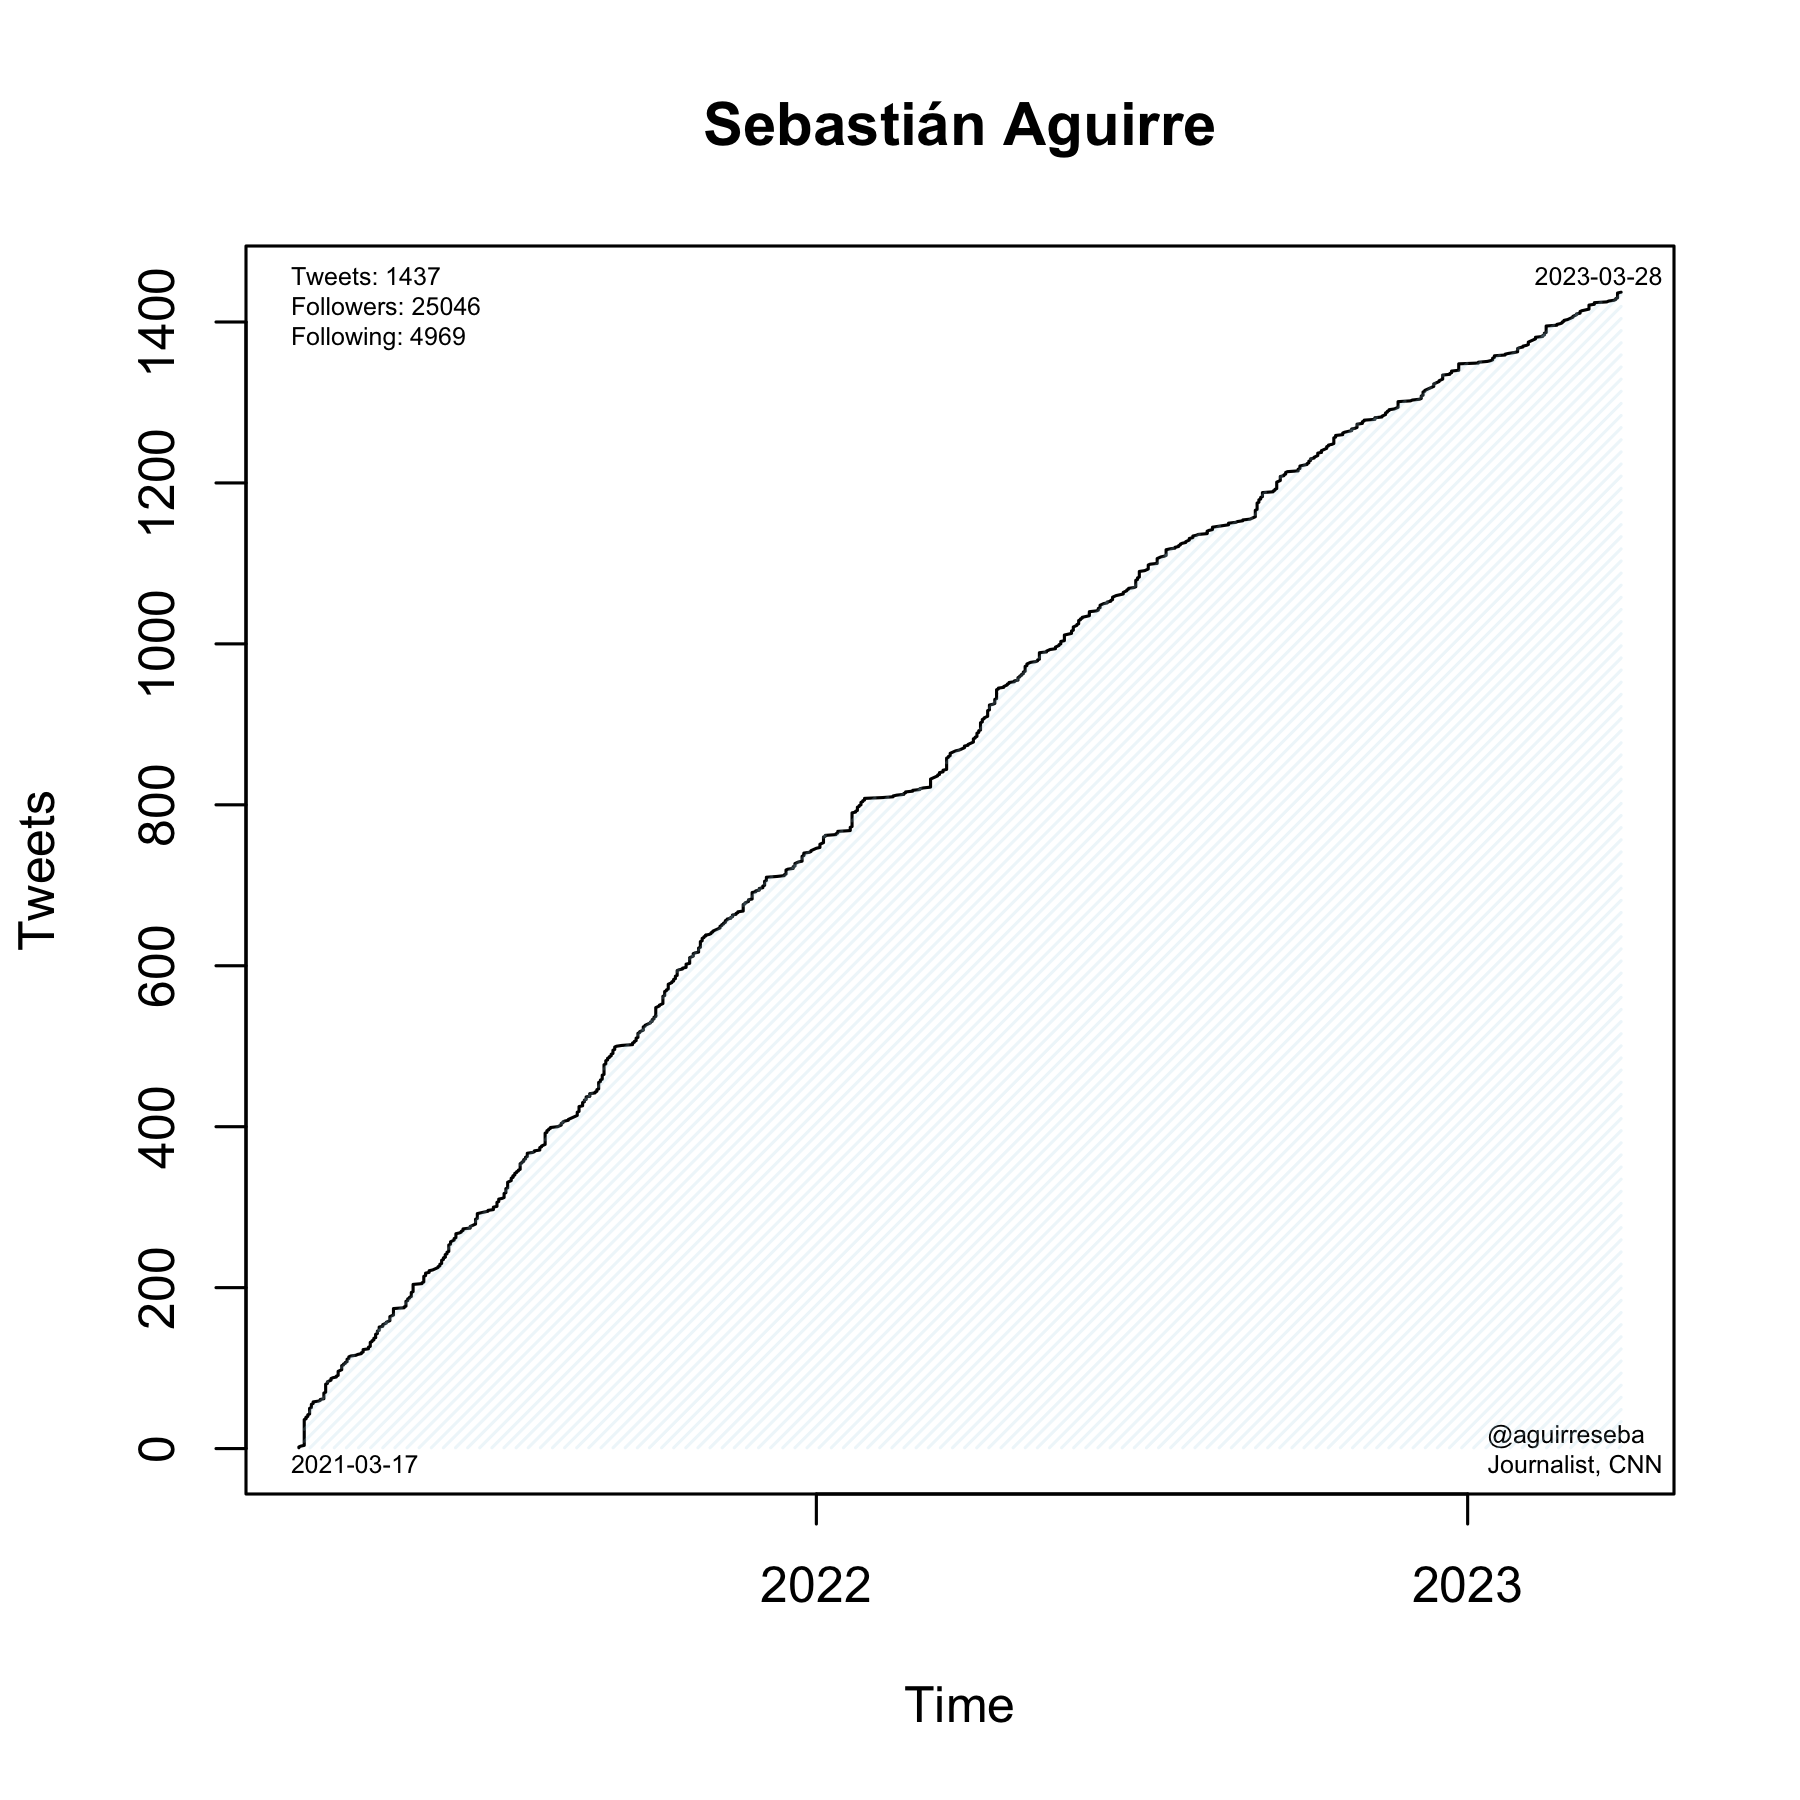 Sebastián Aguirre
Tweets: 1437
Followers: 25046
Following: 4969
2023-03-28
Tweets
1400
1200
1000
800
600
400
200
0
2021-03-17
@aguirreseba
Journalist, CNN
2022
2023
Time